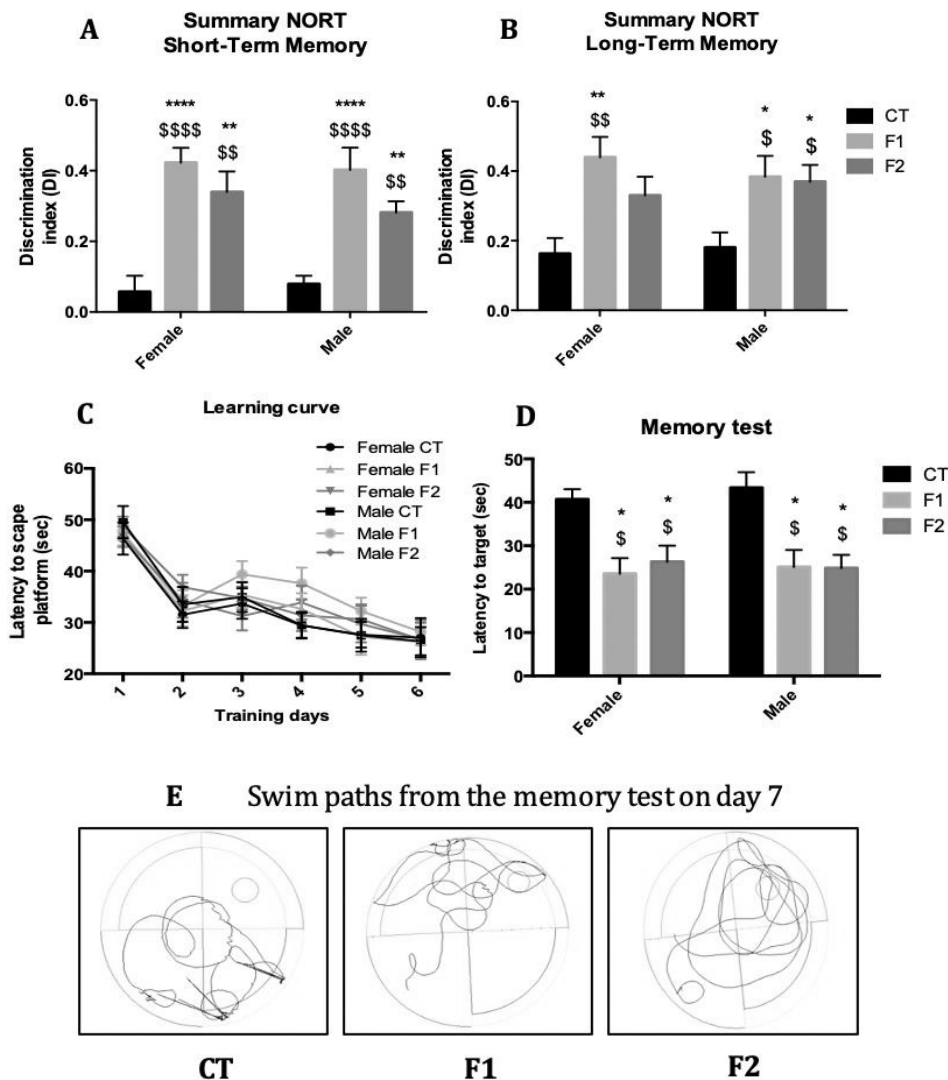 A
Summary NORT
Short-Term Memory
**** **** 
$$$$ ** $$$$ **
$$ $$
0.6
0.4
0.2
0.0
Discrimination
index (DI)
Female Male
B
Summary NORT
Long-Term Memory
** * *
$$ $ $
0.6
0.4
0.2
0.0
Discrimination
index (DI)
Female Male
CT
F1
F2
C
Learning curve
Female CT
Female F1
Female F2
Male CT
Male F1
Male F2
60
50
40
30
20
Latency to scape
platform (sec)
1 2 3 4 5 6
Training days
D
Memory test
50
40
30
20
10
0
Latency to target (sec)
* * * *
$ $ $ $
Female Male
CT
F1
F2
E Swim paths from the memory test on day 7
CT F1 F2